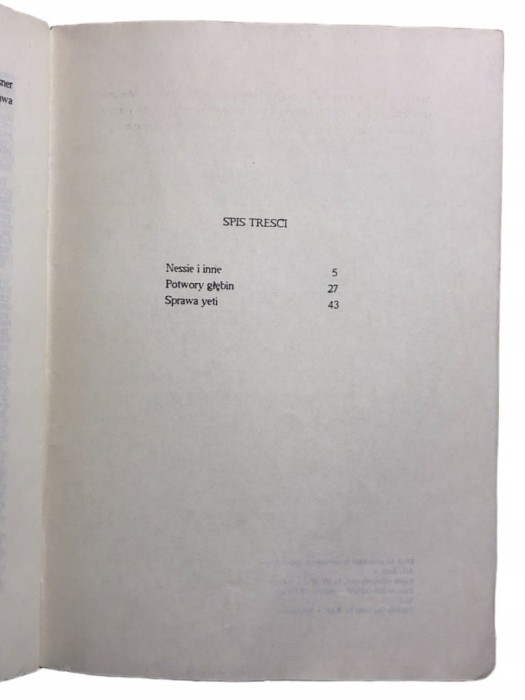 SPIS TRESCI
Nessie i inne 5
Potwory głębin 27
Sprawa yeti 43